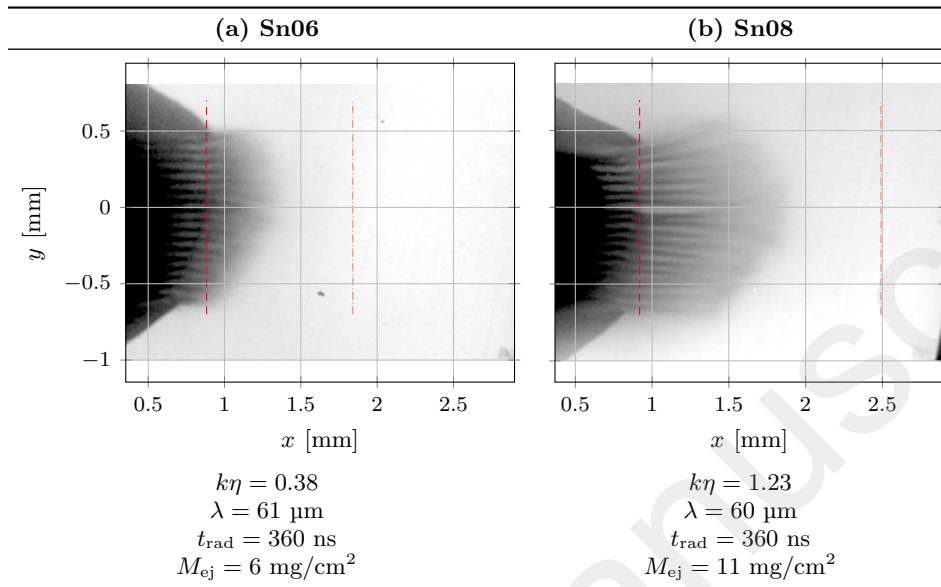 (a) Sn06 (b) Sn08
0.5
0
−0.5
−1
y [mm]
0.5 1 1.5 2 2.5
x [mm]
0.5 1 1.5 2 2.5
x [mm]
kη = 0.38
λ = 61 µm
t_rad = 360 ns
M_ej = 6 mg/cm²
kη = 1.23
λ = 60 µm
t_rad = 360 ns
M_ej = 11 mg/cm²
anusc